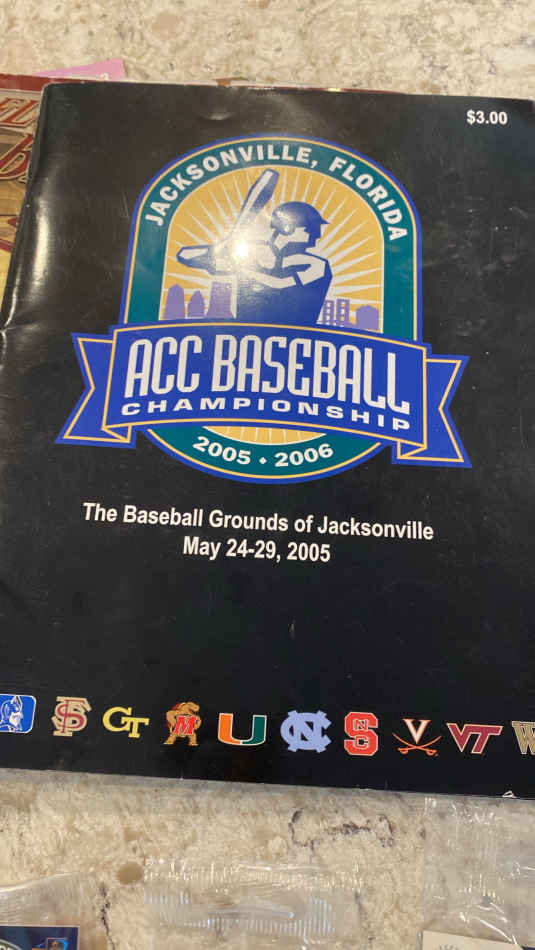 $3.00
JACKSONVILLE, FLORIDA
ACC BASEBALL
CHAMPIONSHIP
2005 • 2006
The Baseball Grounds of Jacksonville
May 24-29, 2005
FS GT M U NC S V VT W